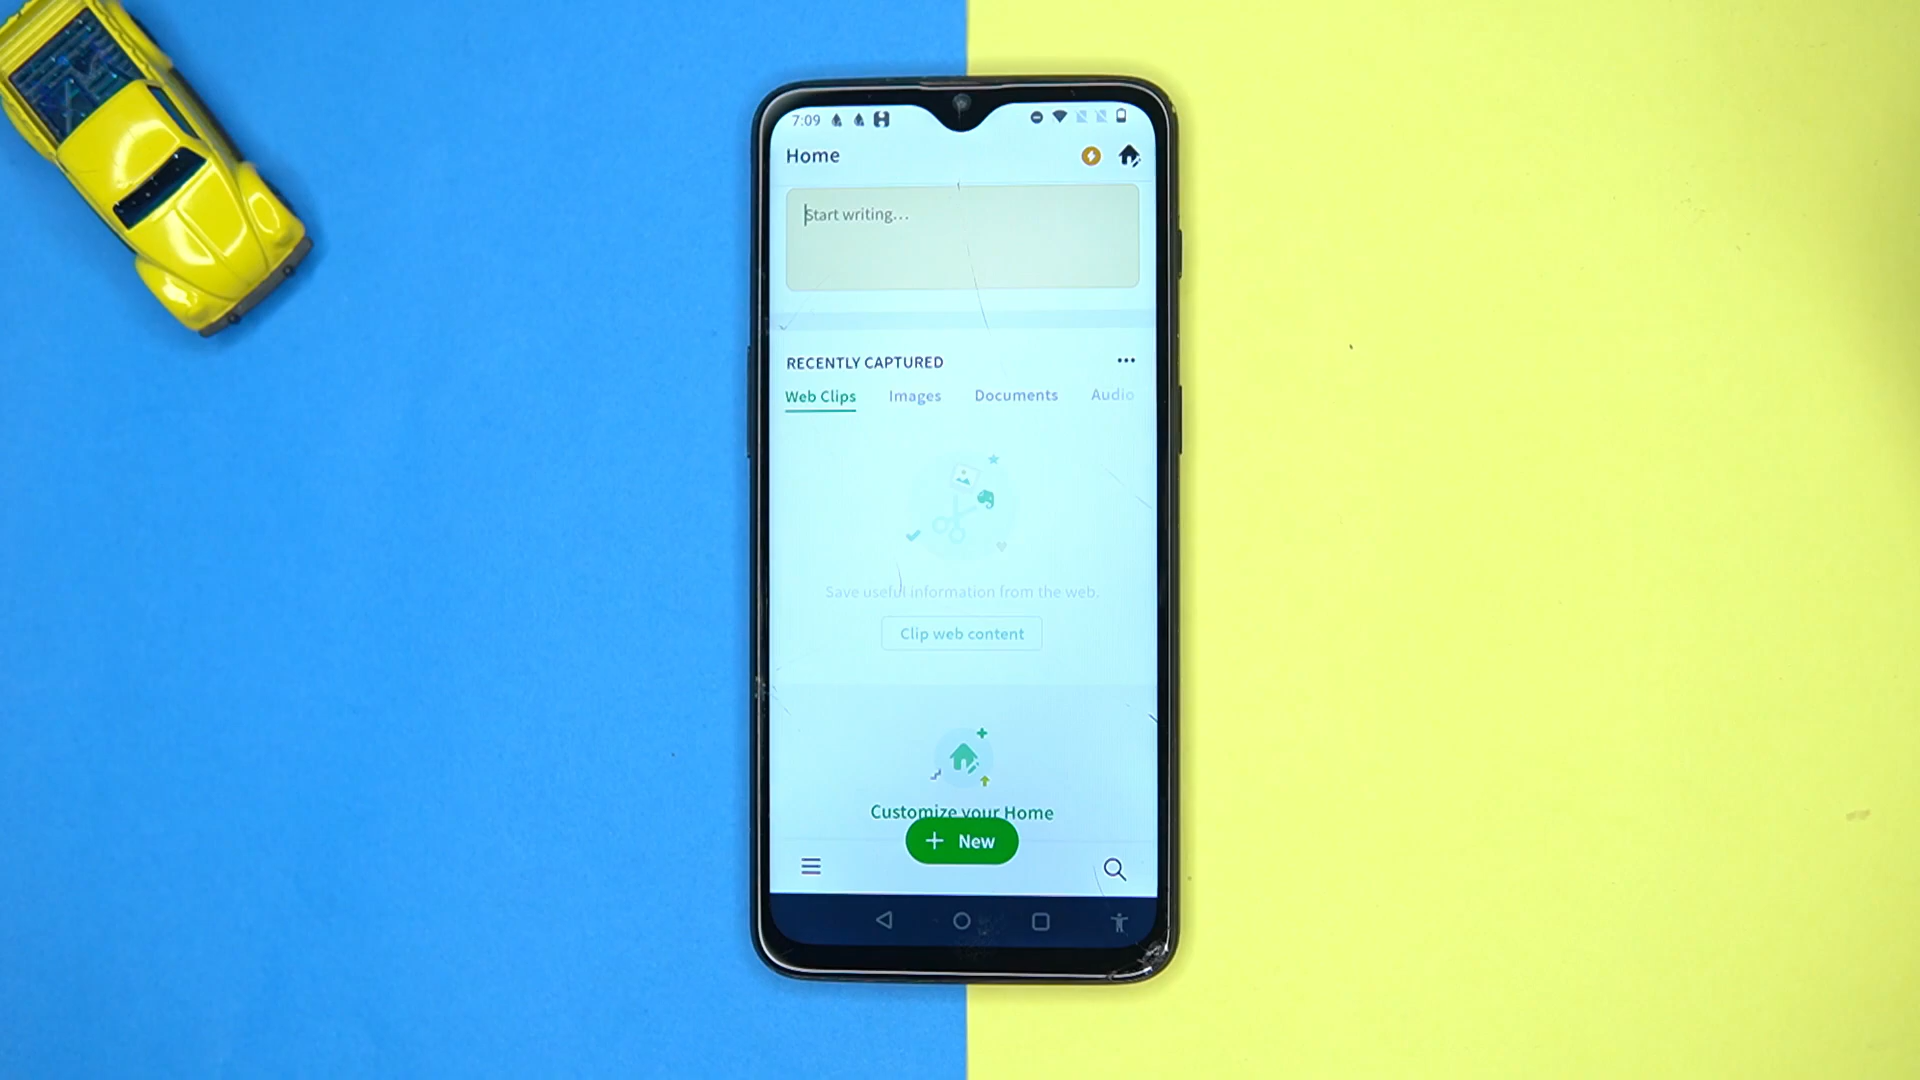 7:09
Home
Start writing...
RECENTLY CAPTURED
Web Clips Images Documents Audio
Save useful information from the web.
Clip web content
Customize your Home
+ New